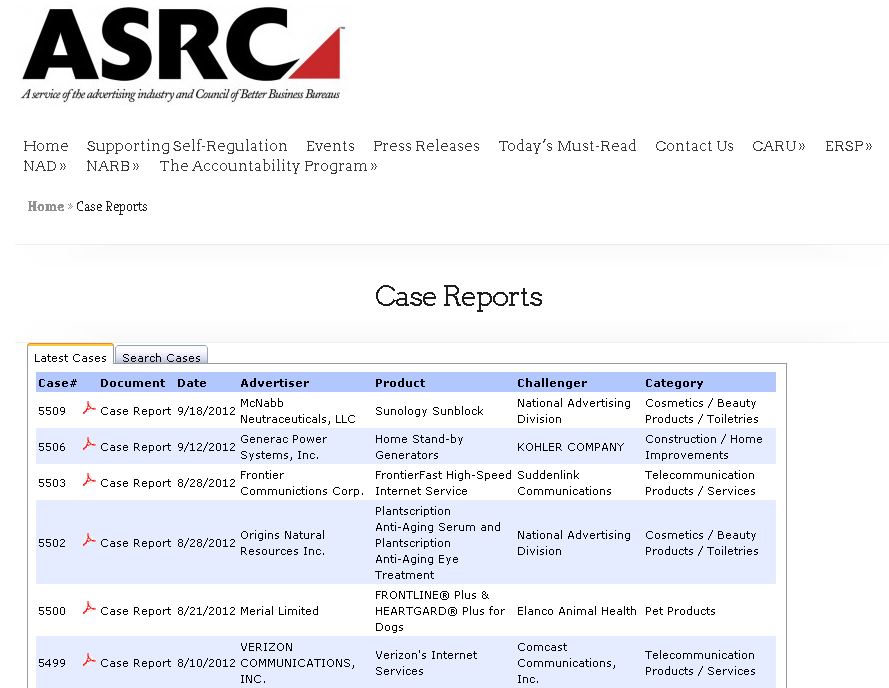 ASRC
A service of the advertising industry and Council of Better Business Bureaus
Home Supporting Self-Regulation Events Press Releases Today's Must-Read Contact Us CARU» ERSP»
NAD» NARB» The Accountability Program»
Home » Case Reports
Case Reports
Latest Cases Search Cases
Case# Document Date Advertiser Product Challenger Category
5509 Case Report 9/18/2012 McNabb Neutraceuticals, LLC Sunology Sunblock National Advertising Division Cosmetics / Beauty Products / Toiletries
5506 Case Report 9/12/2012 Generac Power Systems, Inc. Home Stand-by Generators KOHLER COMPANY Construction / Home Improvements
5503 Case Report 8/28/2012 Frontier Communictions Corp. FrontierFast High-Speed Internet Service Suddenlink Communications Telecommunication Products / Services
5502 Case Report 8/28/2012 Origins Natural Resources Inc. Plantscription Anti-Aging Serum and Plantscription Anti-Aging Eye Treatment National Advertising Division Cosmetics / Beauty Products / Toiletries
5500 Case Report 8/21/2012 Merial Limited FRONTLINE® Plus & HEARTGARD® Plus for Dogs Elanco Animal Health Pet Products
5499 Case Report 8/10/2012 VERIZON COMMUNICATIONS, INC. Verizon's Internet Services Comcast Communications, Inc. Telecommunication Products / Services